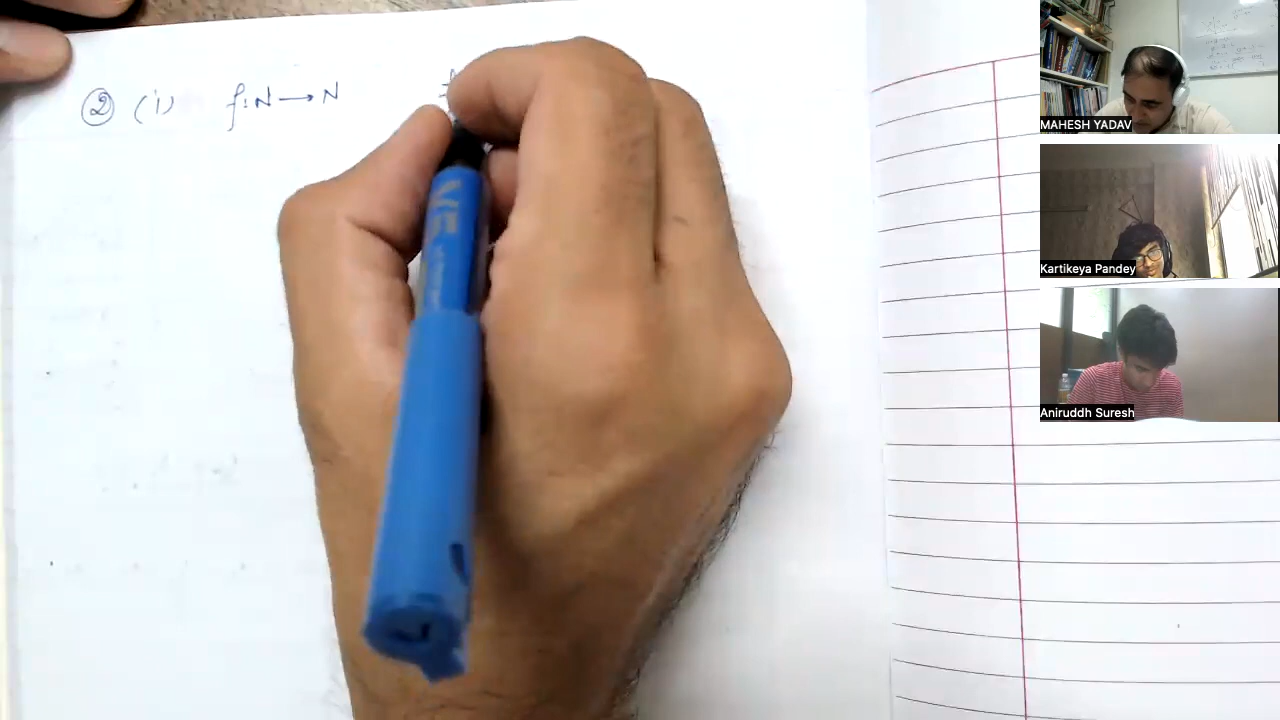 ② (i) f: N → N
MAHESH YADAV
Kartikeya Pandey
Aniruddh Suresh